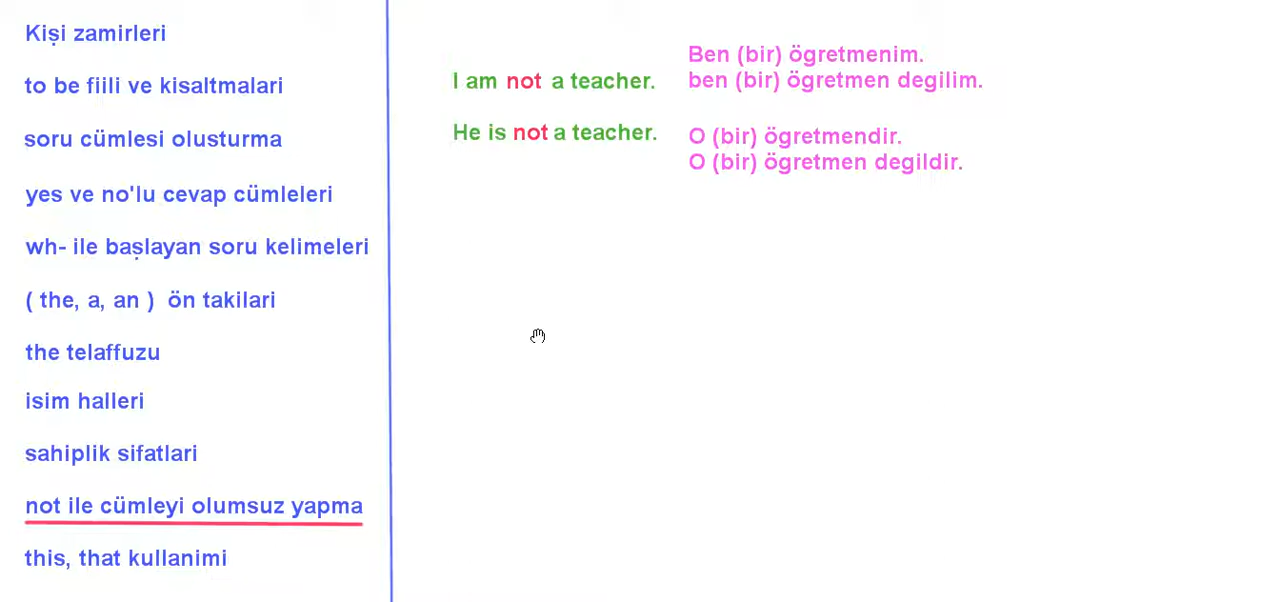 Kişi zamirleri
to be fiili ve kisaltmalari
soru cümlesi olusturma
yes ve no'lu cevap cümleleri
wh- ile başlayan soru kelimeleri
( the, a, an ) ön takilari
the telaffuzu
isim halleri
sahiplik sifatlari
not ile cümleyi olumsuz yapma
this, that kullanimi
I am not a teacher.
He is not a teacher.
Ben (bir) ögretmenim.
ben (bir) ögretmen degilim.
O (bir) ögretmendir.
O (bir) ögretmen degildir.